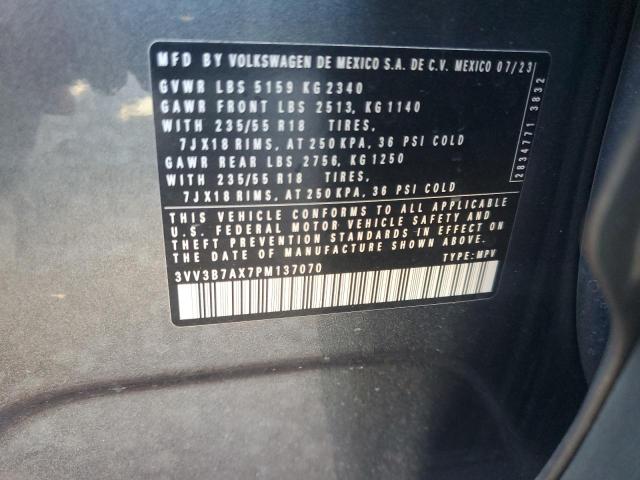 MFD BY VOLKSWAGEN DE MEXICO S.A. DE C.V. MEXICO 07/23
GVWR LBS 5159 KG 2340
GAWR FRONT LBS 2513, KG 1140
WITH 235/55 R18 TIRES,
7JX18 RIMS, AT 250 KPA, 36 PSI COLD
GAWR REAR LBS 2756, KG 1250
WITH 235/55 R18 TIRES,
7JX18 RIMS, AT 250 KPA, 36 PSI COLD
THIS VEHICLE CONFORMS TO ALL APPLICABLE
U.S. FEDERAL MOTOR VEHICLE SAFETY AND
THEFT PREVENTION STANDARDS IN EFFECT ON
THE DATE OF MANUFACTURE SHOWN ABOVE.
3VV3B7AX7PM137070 TYPE: MPV
2834771 3832